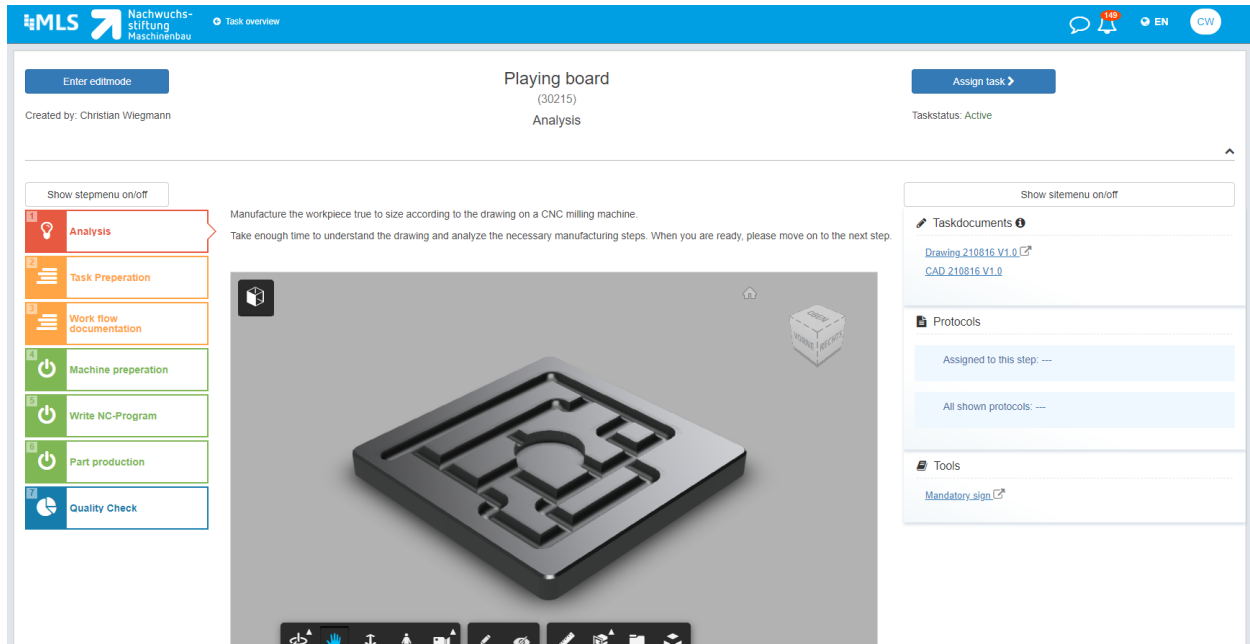 MLS
Nachwuchs-
stiftung
Maschinenbau
Task overview
149
EN
CW
Enter editmode
Playing board
(30215)
Analysis
Assign task
Created by: Christian Wiegmann
Taskstatus: Active
Show stepmenu on/off
Show sitemenu on/off
1
Analysis
2
Task Preperation
3
Work flow
documentation
4
Machine preperation
5
Write NC-Program
6
Part production
7
Quality Check
Manufacture the workpiece true to size according to the drawing on a CNC milling machine.
Take enough time to understand the drawing and analyze the necessary manufacturing steps. When you are ready, please move on to the next step.
OBEN
VORNE
RECHTS
Taskdocuments
Drawing 210816 V1.0
CAD 210816 V1.0
Protocols
Assigned to this step: ---
All shown protocols: ---
Tools
Mandatory sign